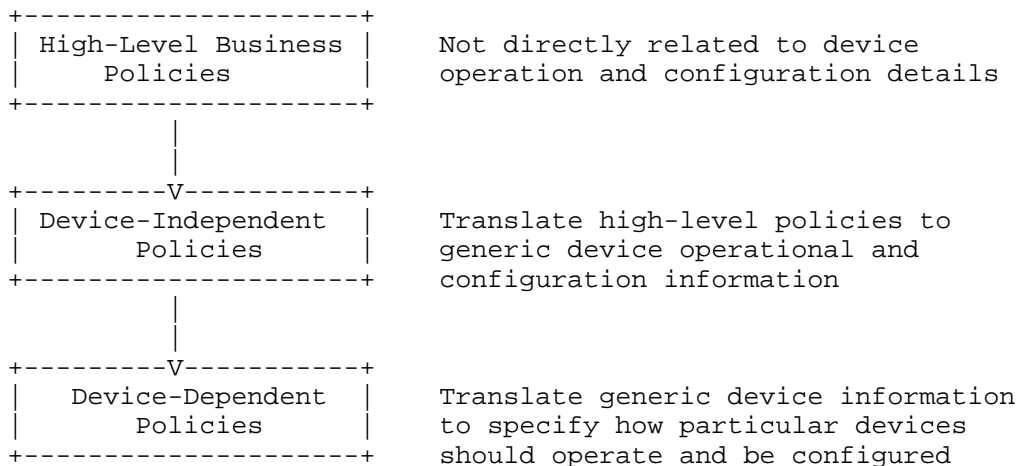 +---------------------+
| High-Level Business |    Not directly related to device
|    Policies         |    operation and configuration details
+---------------------+
          |
          |
+---------V-----------+
| Device-Independent  |    Translate high-level policies to
|      Policies       |    generic device operational and
+---------------------+    configuration information
          |
          |
+---------V-----------+
|   Device-Dependent  |    Translate generic device information
|      Policies       |    to specify how particular devices
+---------------------+    should operate and be configured